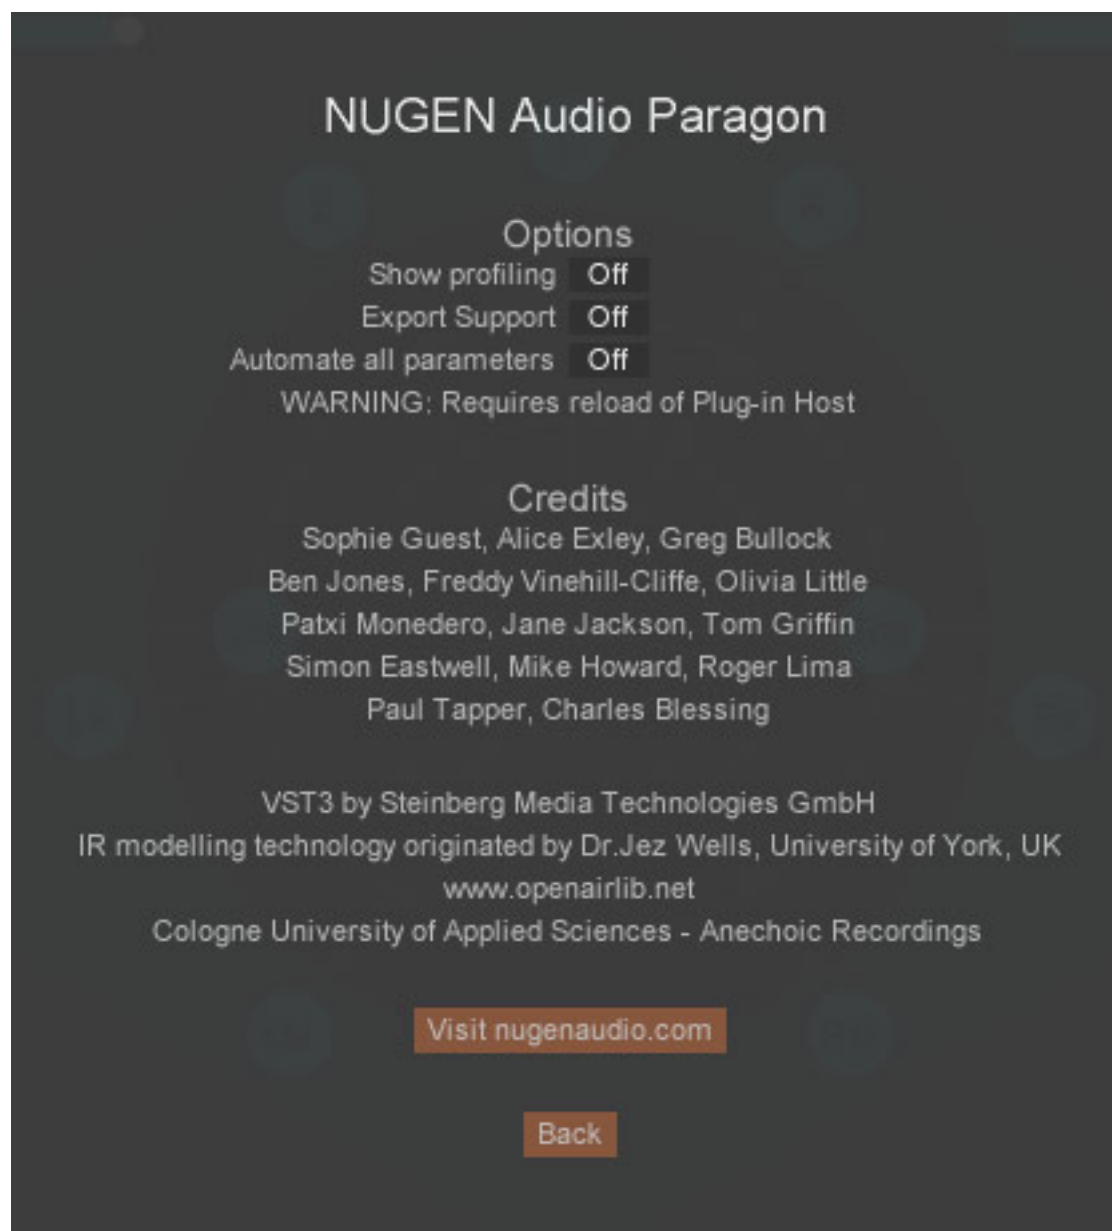 NUGEN Audio Paragon
Options
Show profiling Off
Export Support Off
Automate all parameters Off
WARNING: Requires reload of Plug-in Host
Credits
Sophie Guest, Alice Exley, Greg Bullock
Ben Jones, Freddy Vinehill-Cliffe, Olivia Little
Patxi Monedero, Jane Jackson, Tom Griffin
Simon Eastwell, Mike Howard, Roger Lima
Paul Tapper, Charles Blessing
VST3 by Steinberg Media Technologies GmbH
IR modelling technology originated by Dr.Jez Wells, University of York, UK
www.openairlib.net
Cologne University of Applied Sciences - Anechoic Recordings
Visit nugenaudio.com
Back